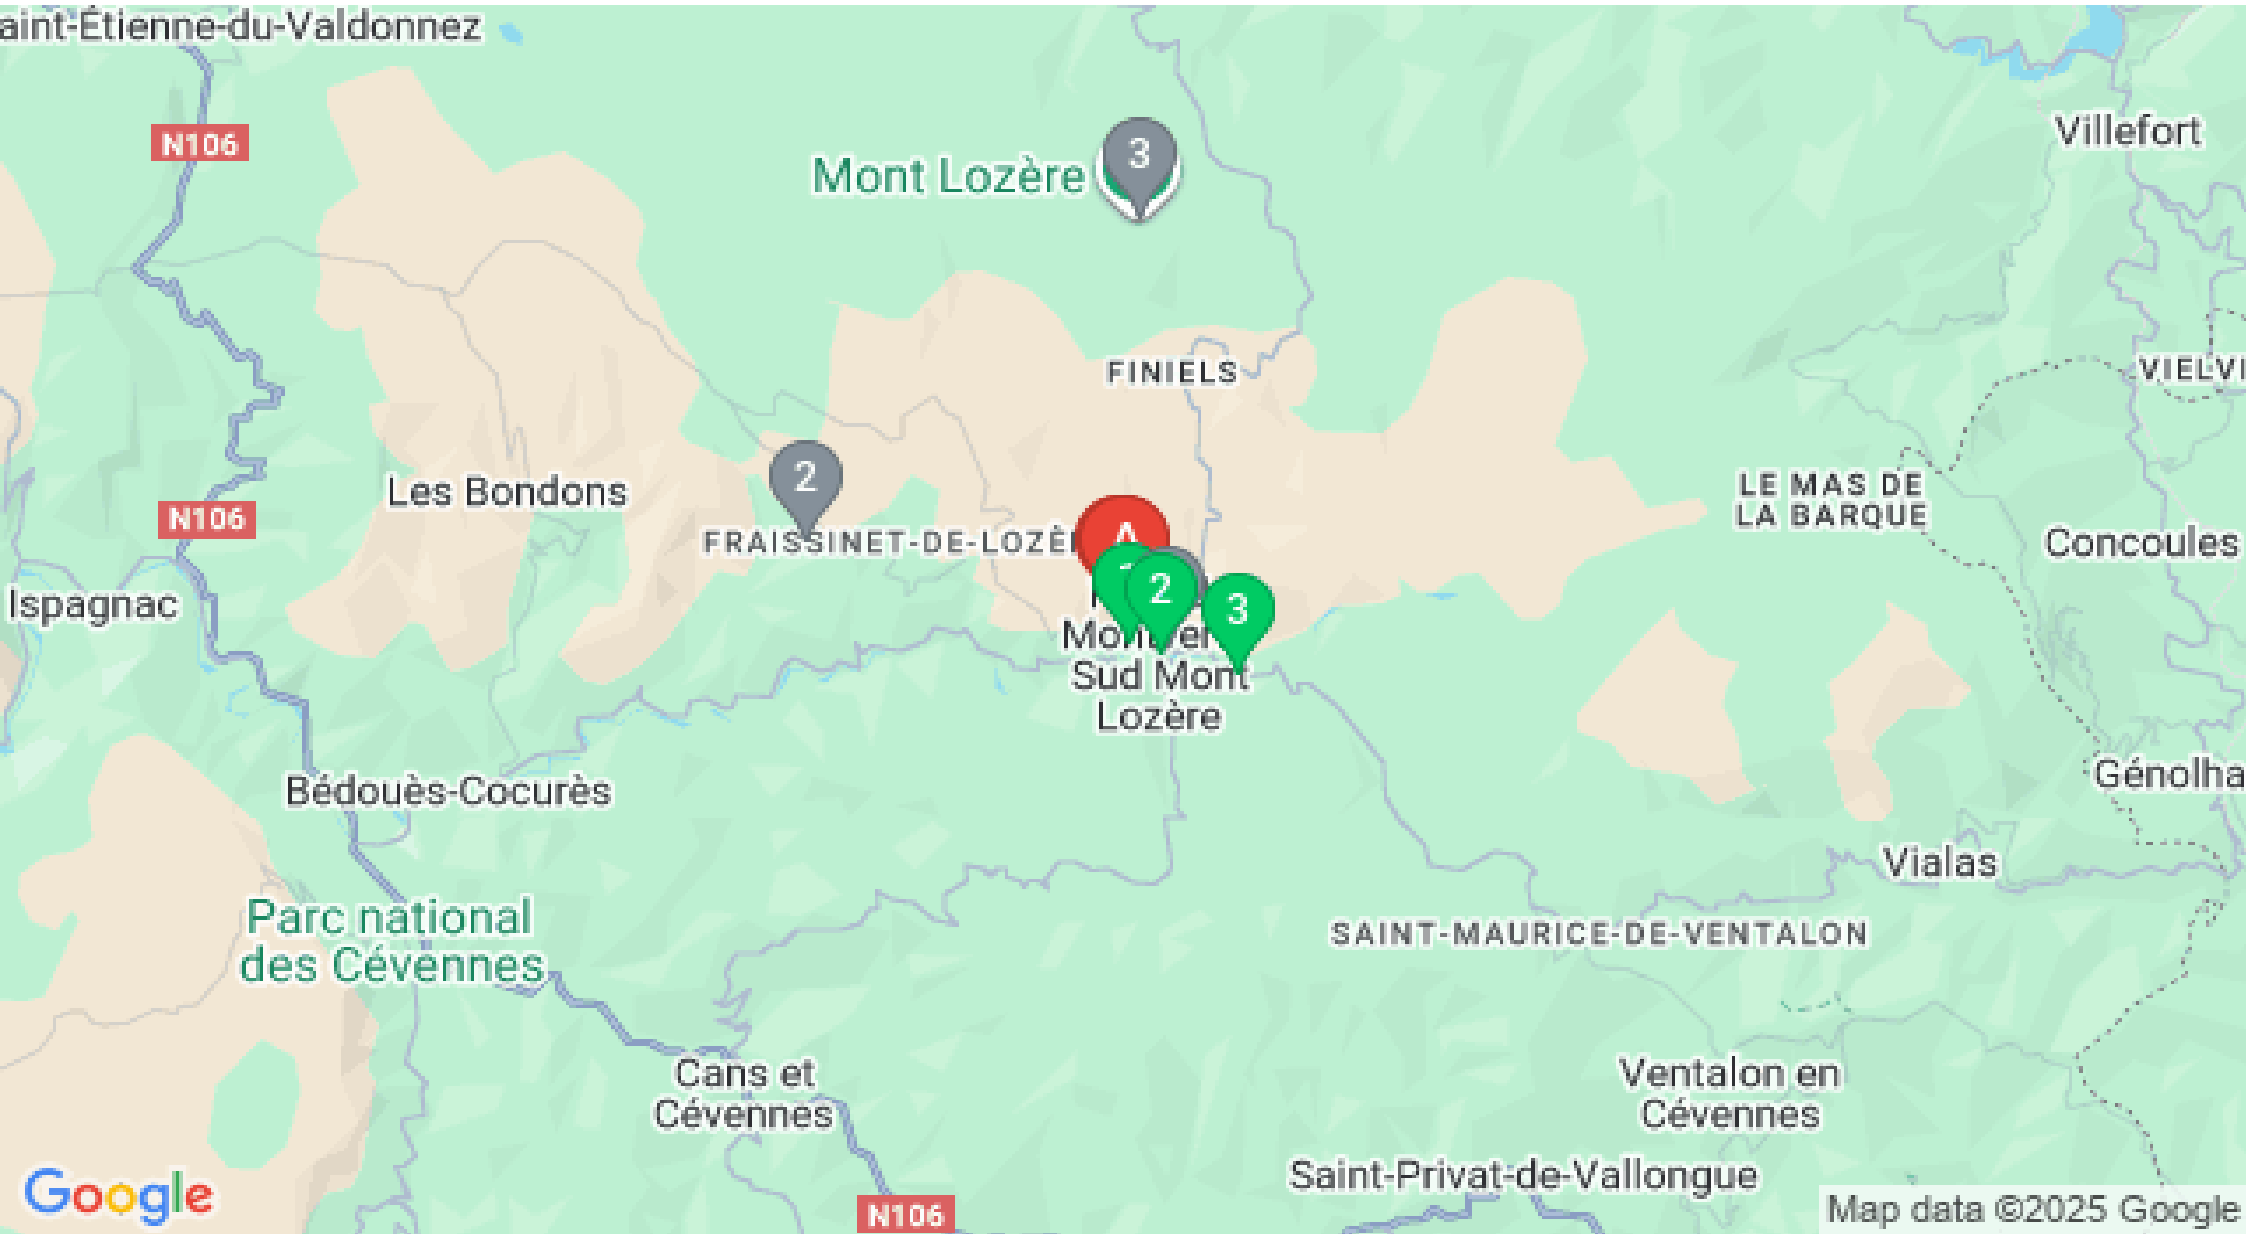 aint-Étienne-du-Valdonnez
N106
Villefort
3
Mont Lozère
FINIELS
VIELVI
2
Les Bondons
N106
LE MAS DE
LA BARQUE
FRAISSINET-DE-LOZÈ
A
Concoules
2
3
Ispagnac
Sud Mont
Lozère
Bédouès-Cocurès
Génolha
Vialas
Parc national
des Cévennes
SAINT-MAURICE-DE-VENTALON
Cans et
Cévennes
Ventalon en
Cévennes
Saint-Privat-de-Vallongue
Google
N106
Map data ©2025 Google